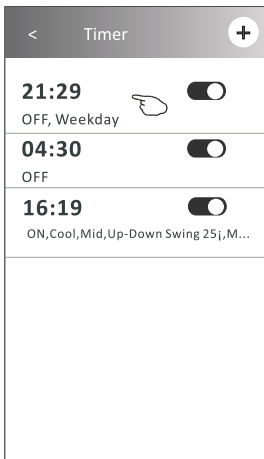 < Timer +
21:29
OFF, Weekday
04:30
OFF
16:19
ON,Cool,Mid,Up-Down Swing 25¡,M...